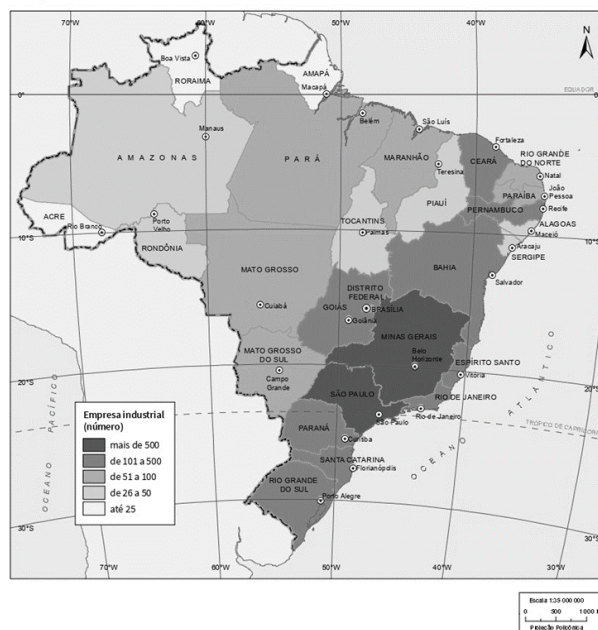 70°W
60°W
50°W
40°W
30°W
N
Boa Vista
RORAIMA
AMAPÁ
Macapá
0°
EQUADOR
0°
Belém
São Luís
Fortaleza
Manaus
AMAZONAS
PARÁ
MARANHÃO
CEARÁ
RIO GRANDE
DO NORTE
Teresina
Natal
PARAÍBA
João
Pessoa
PIAUÍ
PERNAMBUCO
Recife
ACRE
Rio Branco
Porto
Velho
TOCANTINS
Palmas
ALAGOAS
Maceió
10°S
RONDÔNIA
Aracaju
SERGIPE
10°S
BAHIA
Salvador
MATO GROSSO
DISTRITO
FEDERAL
BRASÍLIA
Cuiabá
GOIÁS
Goiânia
MINAS GERAIS
Belo
Horizonte
ESPÍRITO SANTO
Vitória
MATO GROSSO
DO SUL
Campo
Grande
20°S
SÃO PAULO
São Paulo
RIO DE JANEIRO
Rio de Janeiro
20°S
OCEANO PACÍFICO
OCEANO ATLÂNTICO
PARANÁ
Curitiba
SANTA CATARINA
Florianópolis
RIO GRANDE
DO SUL
Porto Alegre
Empresa industrial
(número)
mais de 500
de 101 a 500
de 51 a 100
de 26 a 50
até 25
30°S
30°S
70°W
60°W
50°W
40°W
30°W
Escala 1:35 000 000
0 500
Projeção Policônica